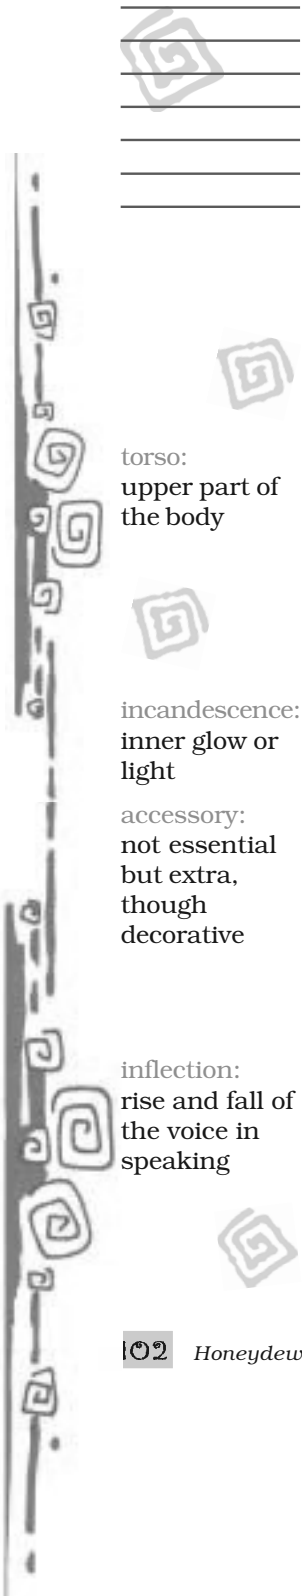 torso:
upper part of
the body
incandescence:
inner glow or
light
accessory:
not essential
but extra,
though
decorative
inflection:
rise and fall of
the voice in
speaking
102 Honeydew